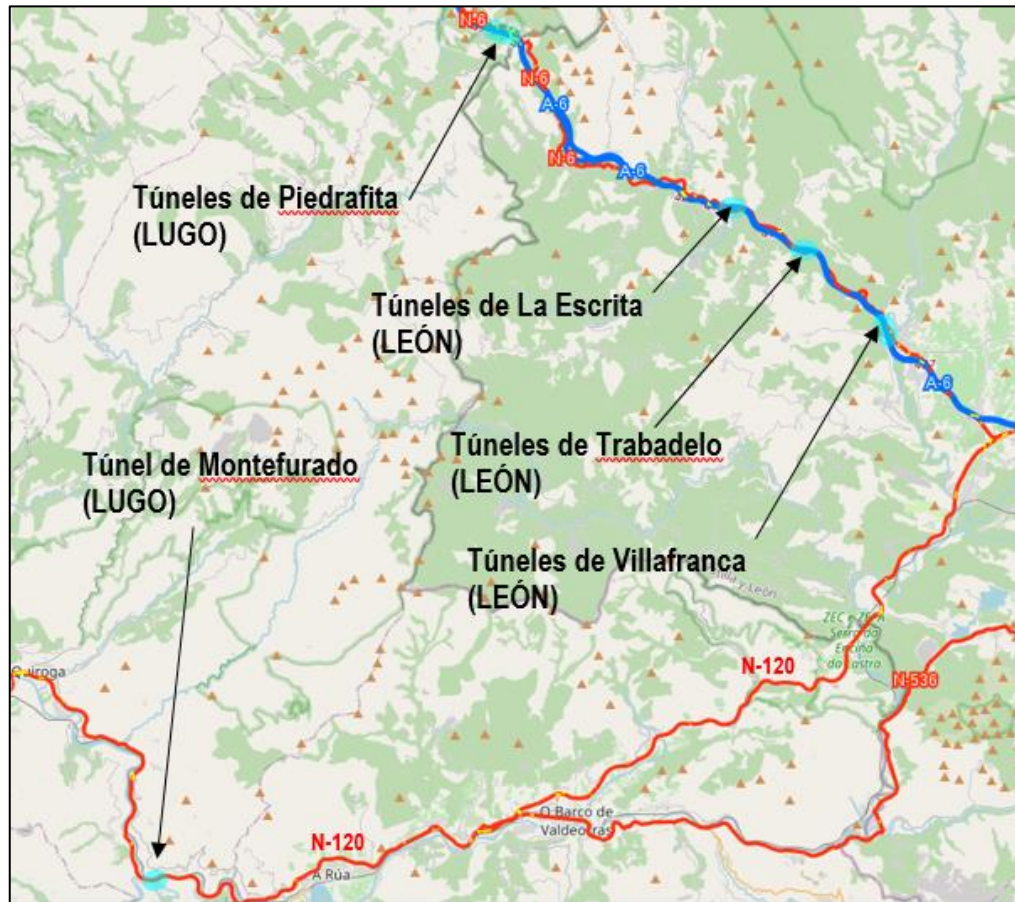 N-6
N-6
A-6
N-6
A-6
Túneles de Piedrafita
(LUGO)
Túneles de La Escrita
(LEÓN)
A-6
Túneles de Trabadelo
(LEÓN)
Túnel de Montefurado
(LUGO)
Túneles de Villafranca
(LEÓN)
ZEC e ZEPA
Serra da
Enciña
da Lastra
Quiroga
N-120
N-536
O Barco de
Valdeorras
N-120
A Rúa